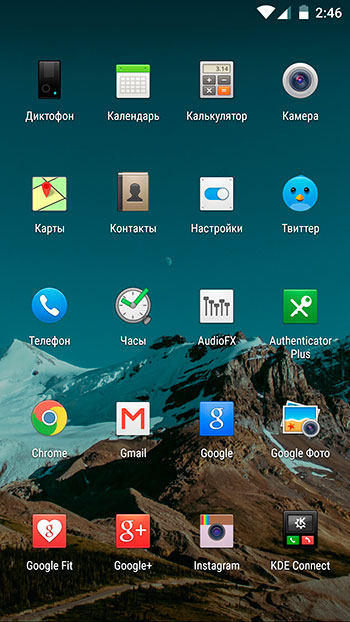 2:46
3.14
Диктофон Календарь Калькулятор Камера
Карты Контакты Настройки Твиттер
Телефон Часы AudioFX Authenticator
Plus
Chrome Gmail Google Google Фото
Google Fit Google+ Instagram KDE Connect